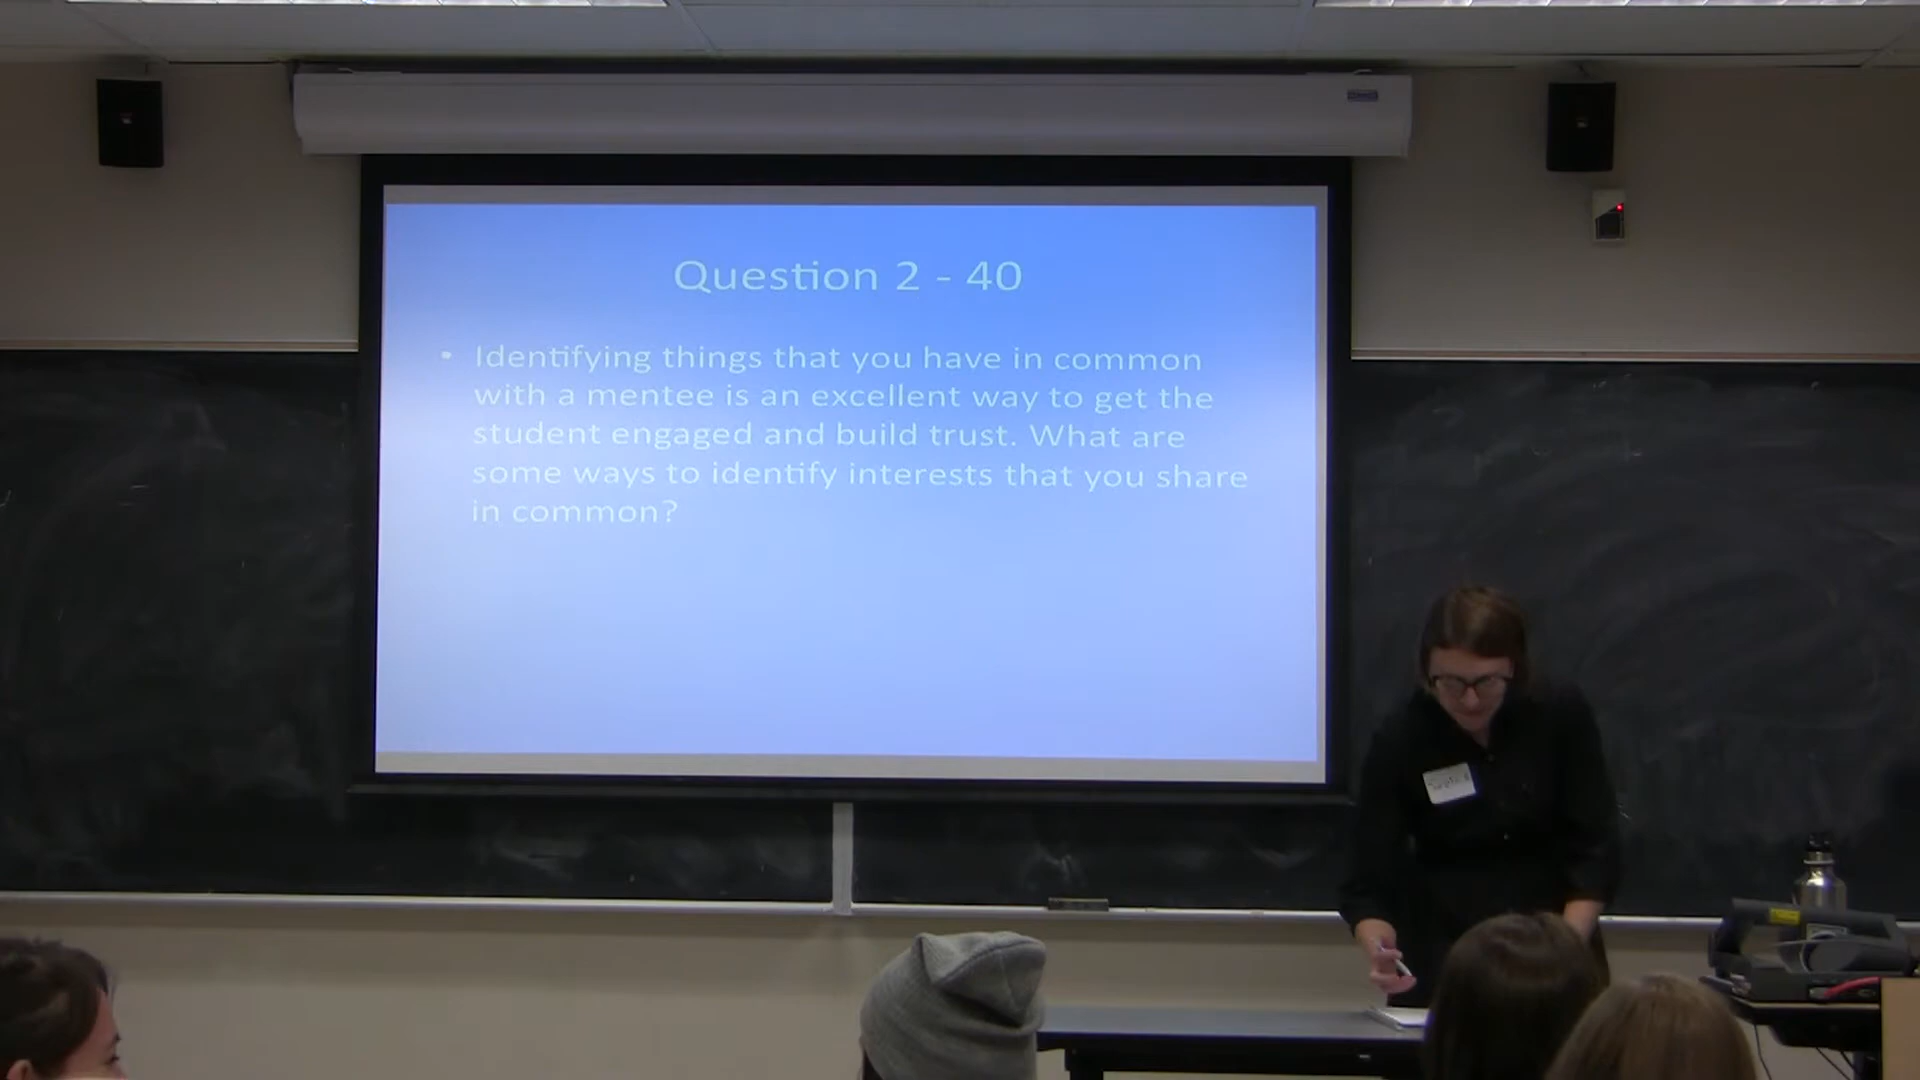 Question 2 - 40
• Identifying things that you have in common
with a mentee is an excellent way to get the
student engaged and build trust. What are
some ways to identify interests that you share
in common?